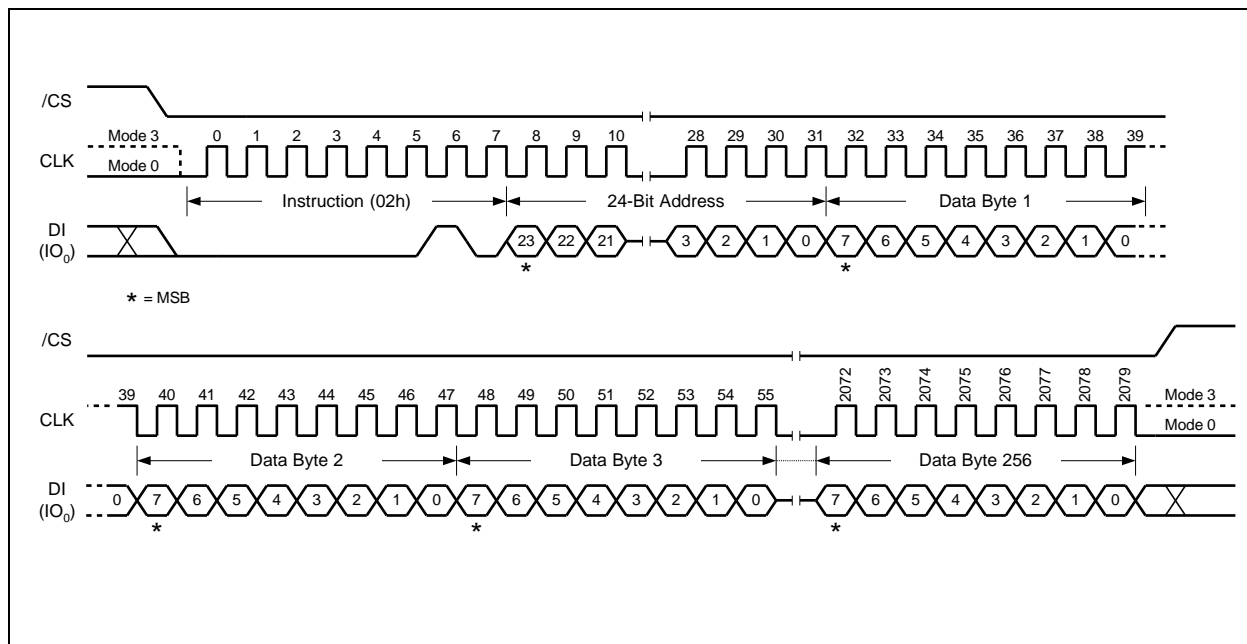 /CS
Mode 3 0 1 2 3 4 5 6 7 8 9 10 28 29 30 31 32 33 34 35 36 37 38 39
CLK Mode 0
Instruction (02h) 24-Bit Address Data Byte 1
DI
(IO0) 23 22 21 3 2 1 0 7 6 5 4 3 2 1 0
* *
* = MSB
/CS
39 40 41 42 43 44 45 46 47 48 49 50 51 52 53 54 55 2072 2073 2074 2075 2076 2077 2078 2079 Mode 3
CLK Mode 0
Data Byte 2 Data Byte 3 Data Byte 256
DI
(IO0) 0 7 6 5 4 3 2 1 0 7 6 5 4 3 2 1 0 7 6 5 4 3 2 1 0
* * *